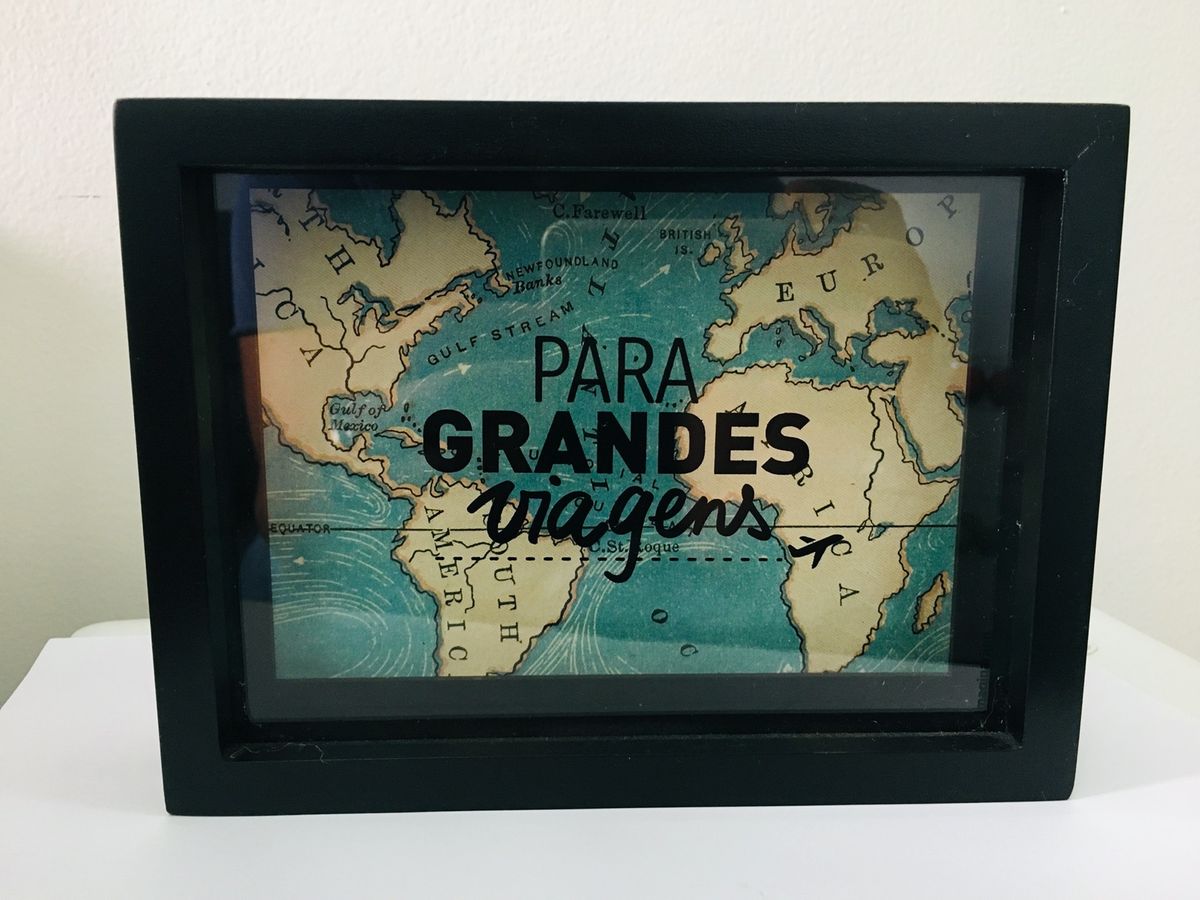 C. Farewell
BRITISH
IS.
NEWFOUNDLAND
Banks
GULF STREAM
EUROP
PARA
GRANDES
viagens
Gulf of
Mexico
EQUATOR
C. St. Roque
AFRICA
SOUTH
AMERIC
O C